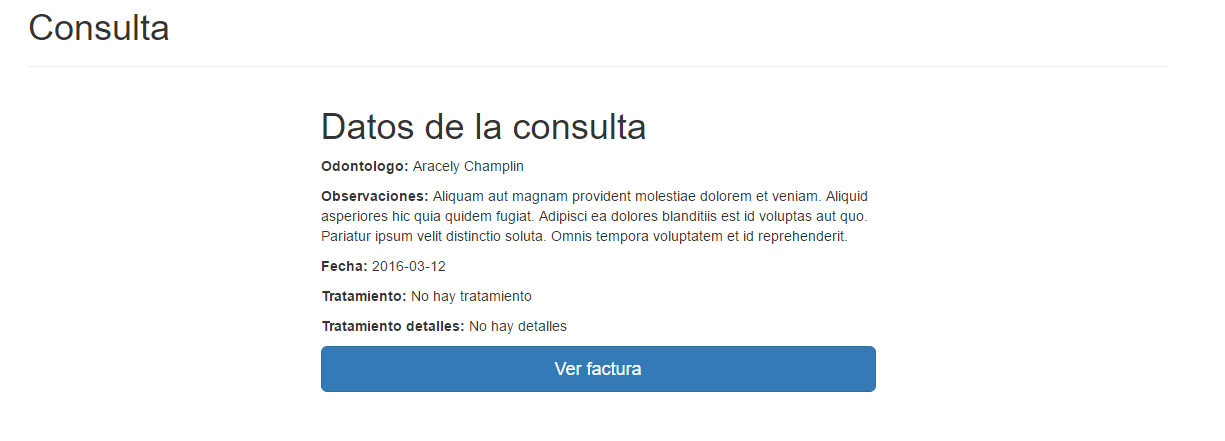 Consulta
Datos de la consulta
Odontologo: Aracely Champlin
Observaciones: Aliquam aut magnam provident molestiae dolorem et veniam. Aliquid
asperiores hic quia quidem fugiat. Adipisci ea dolores blanditiis est id voluptas aut quo.
Pariatur ipsum velit distinctio soluta. Omnis tempora voluptatem et id reprehenderit.
Fecha: 2016-03-12
Tratamiento: No hay tratamiento
Tratamiento detalles: No hay detalles
Ver factura